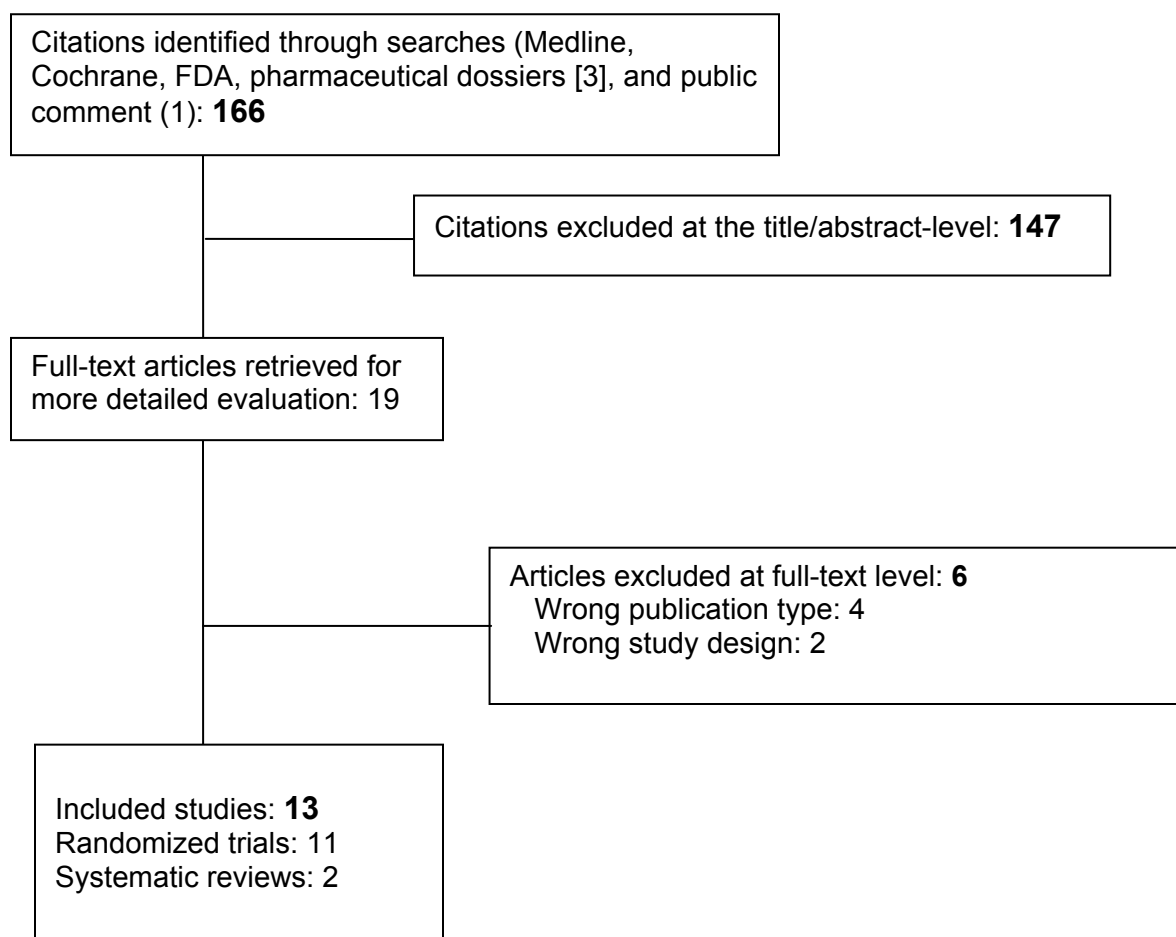 Citations identified through searches (Medline,
Cochrane, FDA, pharmaceutical dossiers [3], and public
comment (1): 166
Citations excluded at the title/abstract-level: 147
Full-text articles retrieved for
more detailed evaluation: 19
Articles excluded at full-text level: 6
Wrong publication type: 4
Wrong study design: 2
Included studies: 13
Randomized trials: 11
Systematic reviews: 2